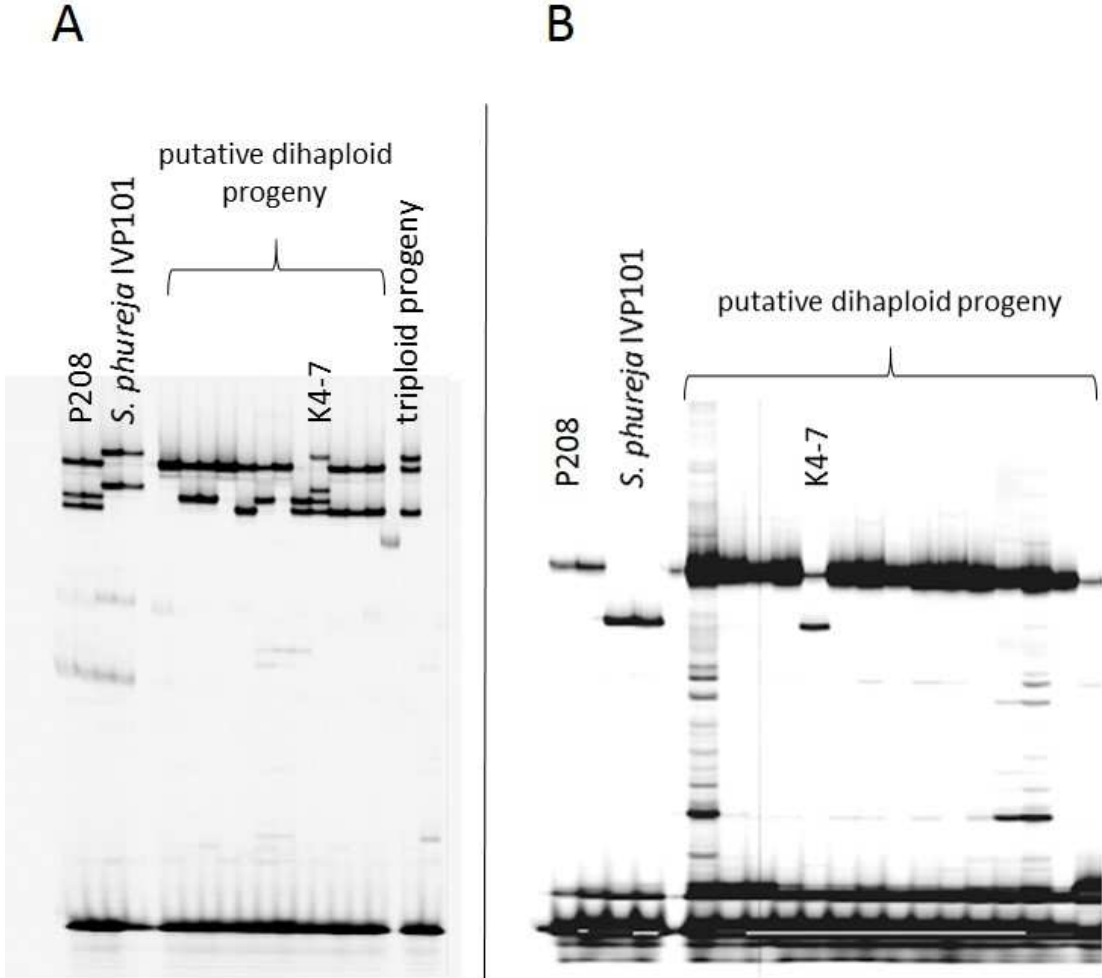 A
B
putative dihaploid
progeny
P208
S. phureja IVP101
K4-7
triploid progeny
putative dihaploid progeny
P208
S. phureja IVP101
K4-7